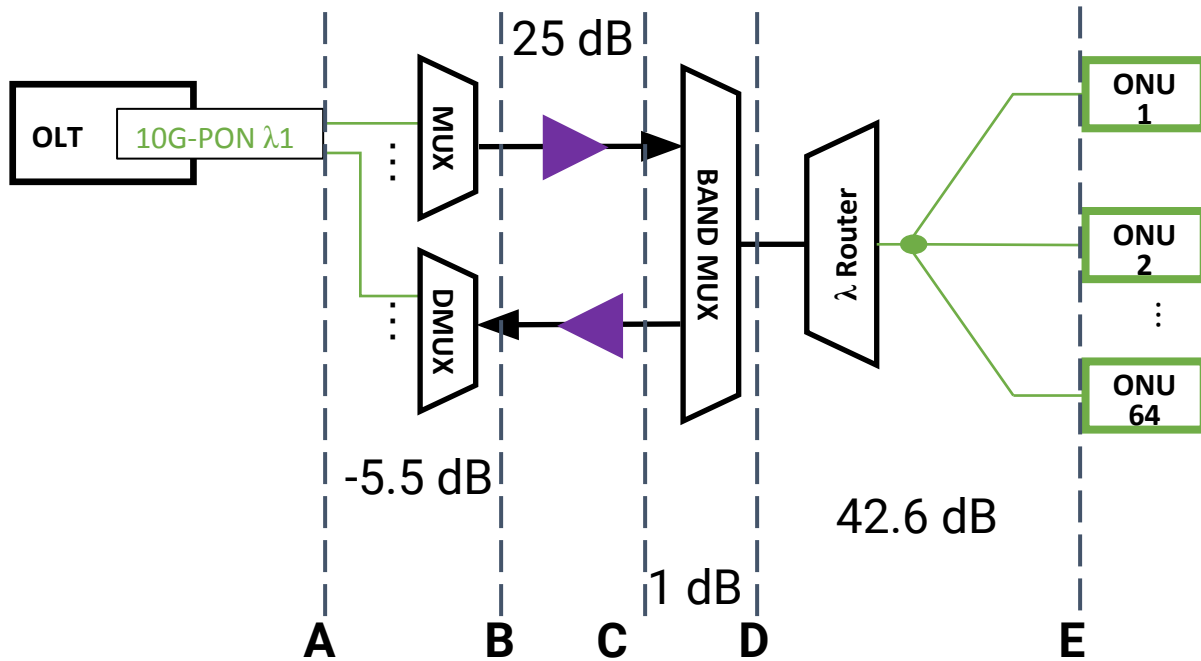 25 dB
OLT
10G-PON λ1
MUX
...
BAND MUX
λ Router
ONU
1
ONU
2
...
ONU
64
DMUX
...
-5.5 dB
42.6 dB
1 dB
A
B
C
D
E